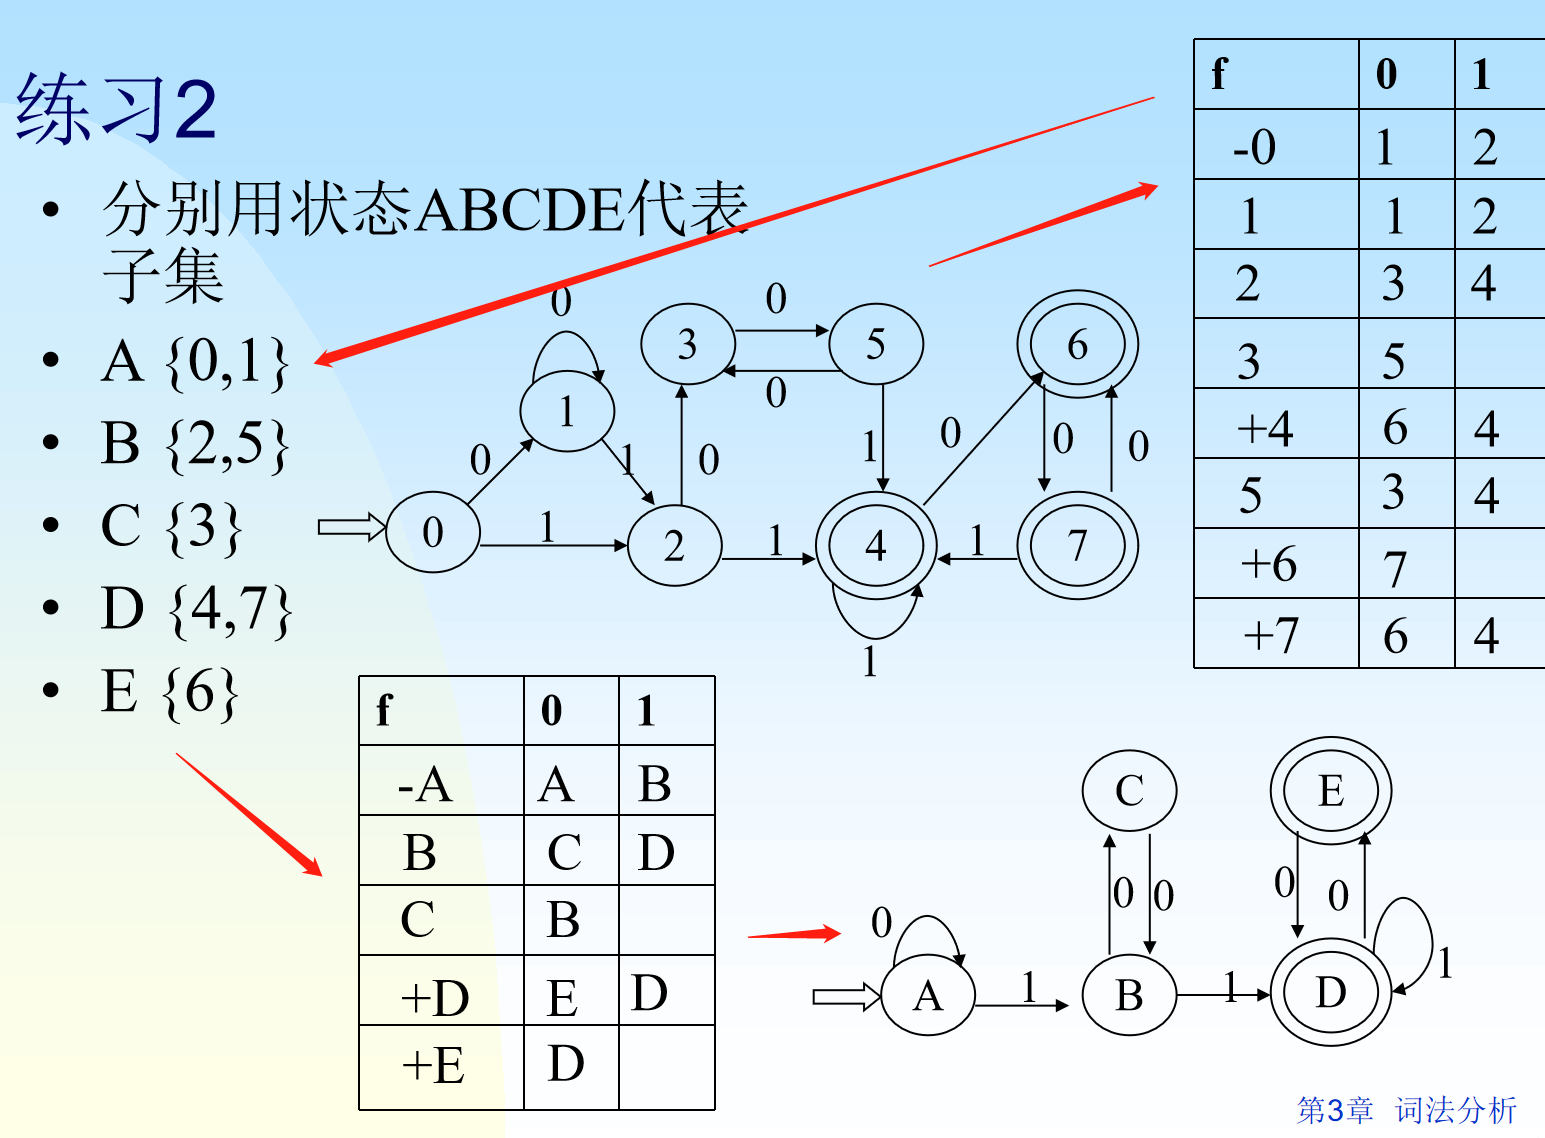 练习2
• 分别用状态ABCDE代表
子集
• A {0,1}
• B {2,5}
• C {3}
• D {4,7}
• E {6}
f 0 1
-0 1 2
1 1 2
2 3 4
3 5
+4 6 4
5 3 4
+6 7
+7 6 4
0 0
3 5 6
0
1
0 1 0 1 0 0 0
0 1 2 1 4 1 7
1
f 0 1
-A A B
B C D
C B
+D E D
+E D
C E
0 0 0 0
0 1
A 1 B 1 D
第3章 词法分析